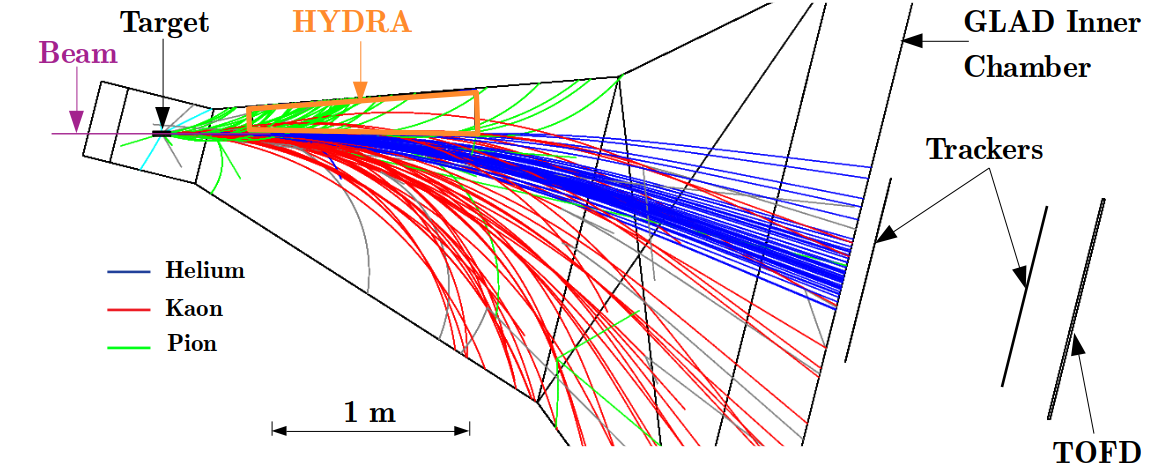 Target
HYDRA
GLAD Inner
Chamber
Beam
Trackers
Helium
Kaon
Pion
1 m
TOFD